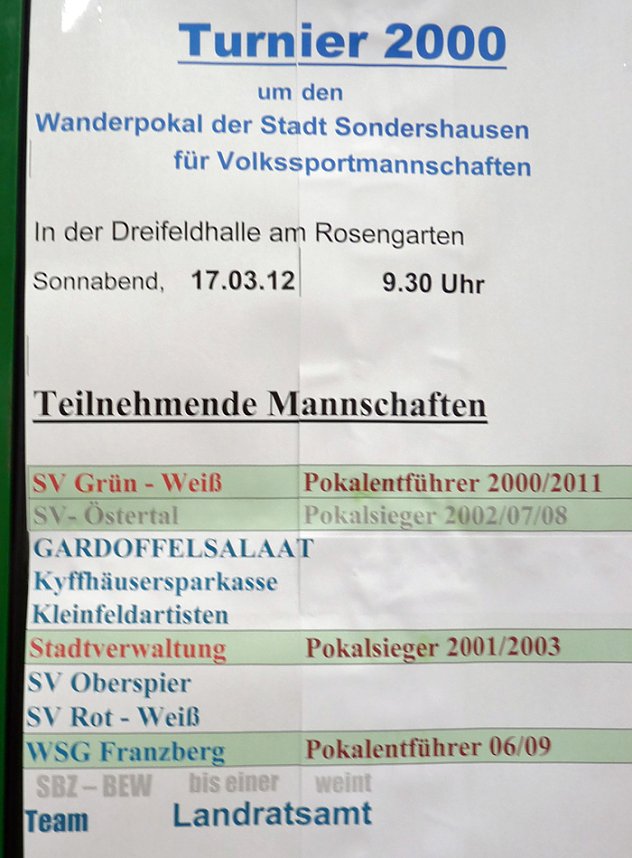 Turnier 2000
um den
Wanderpokal der Stadt Sondershausen
für Volkssportmannschaften
In der Dreifeldhalle am Rosengarten
Sonnabend, 17.03.12 9.30 Uhr
Teilnehmende Mannschaften
SV Grün - Weiß Pokalentführer 2000/2011
SV- Östertal Pokalsieger 2002/07/08
GARDOFFELSALAAT
Kyffhäusersparkasse
Kleinfeldartisten
Stadtverwaltung Pokalsieger 2001/2003
SV Oberspier
SV Rot - Weiß
WSG Franzberg Pokalentführer 06/09
SBZ – BEW bis einer weint
Team Landratsamt